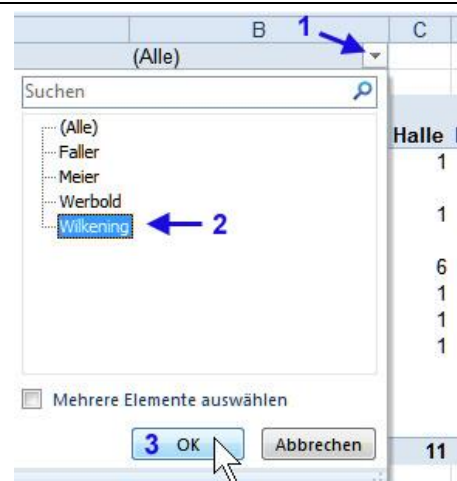 B 1 C
(Alle)
Suchen
(Alle)
Faller
Meier
Werbold
Wilkening 2
Halle
1
1
6
1
1
1
Mehrere Elemente auswählen
3 OK Abbrechen
11